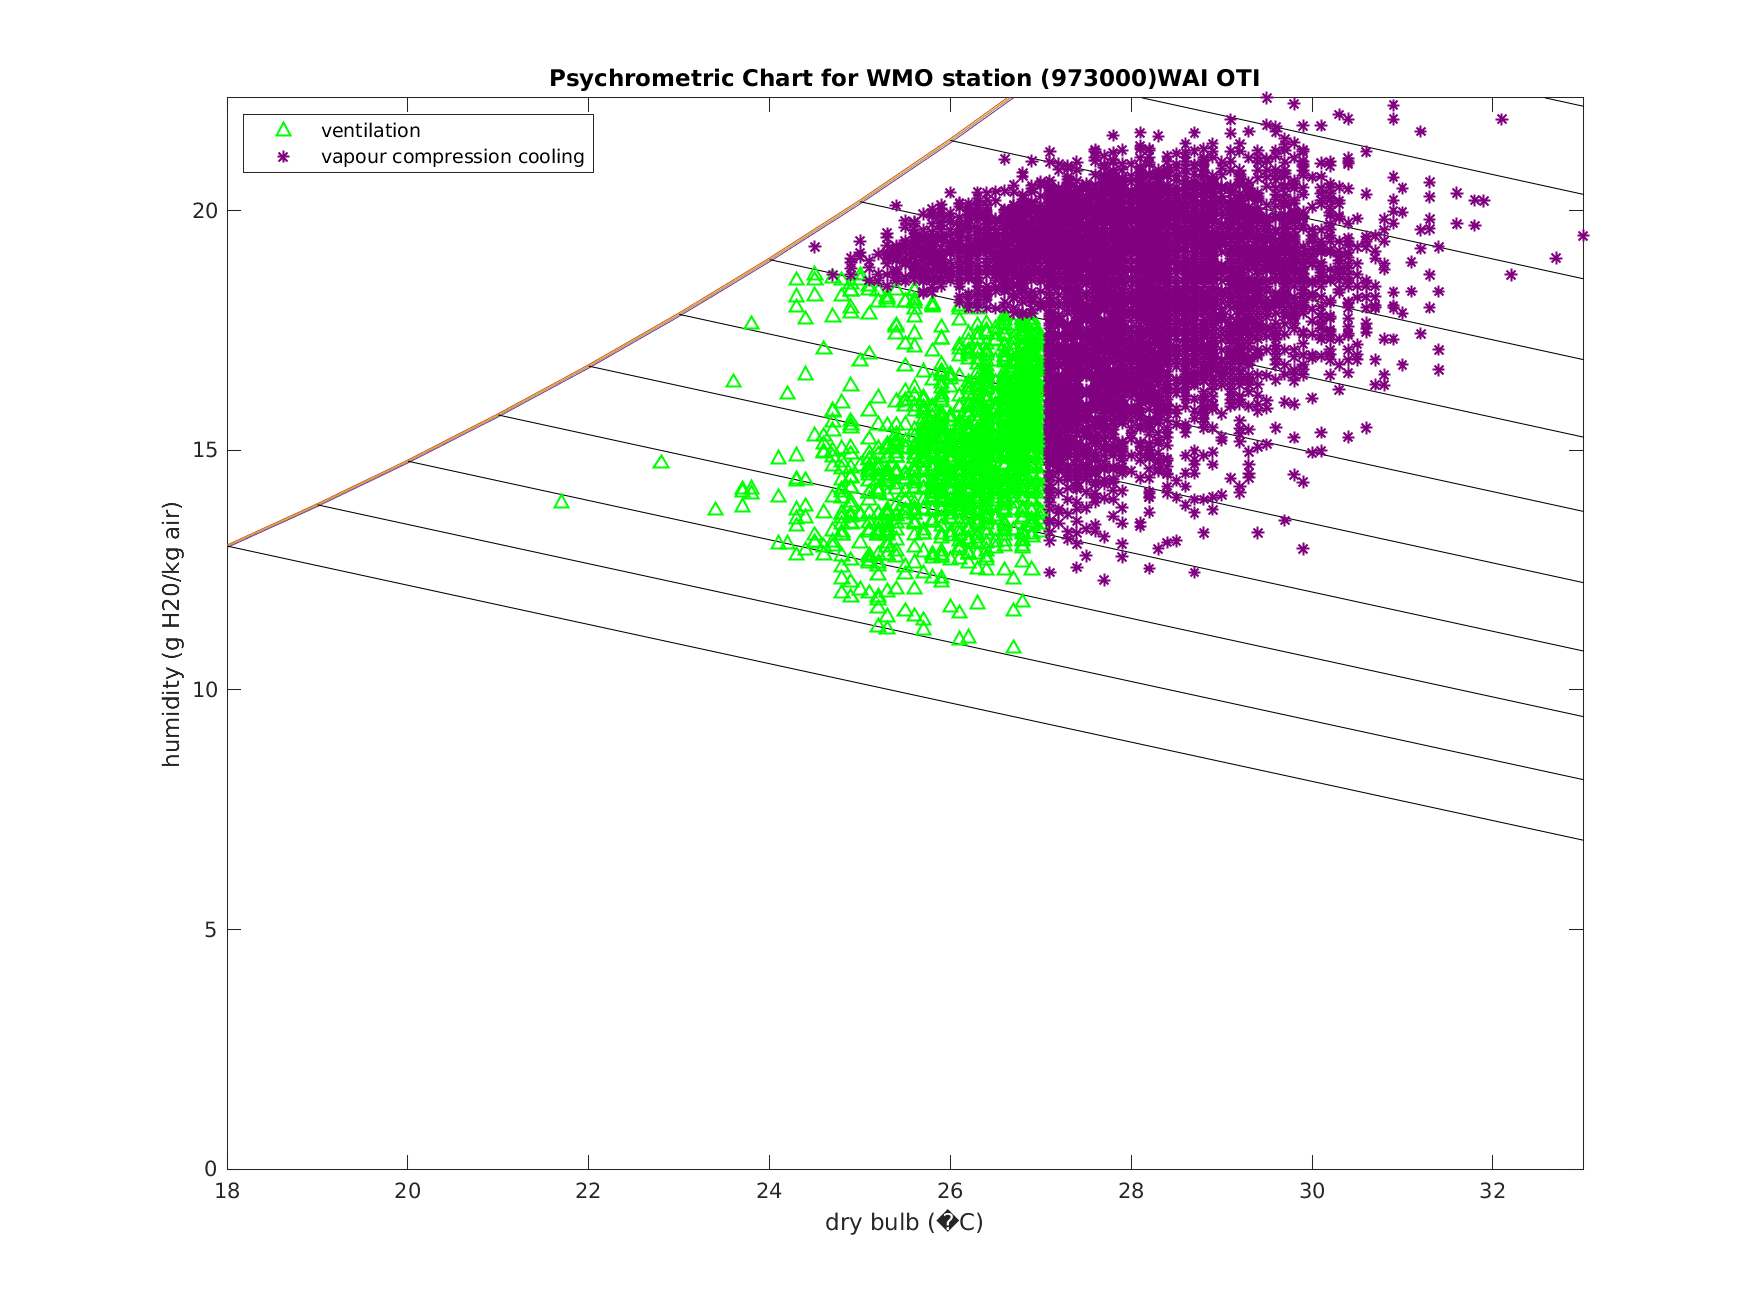 Psychrometric Chart for WMO station (973000)WAI OTI
ventilation
vapour compression cooling
humidity (g H20/kg air)
20
15
10
5
0
18 20 22 24 26 28 30 32
dry bulb (�C)